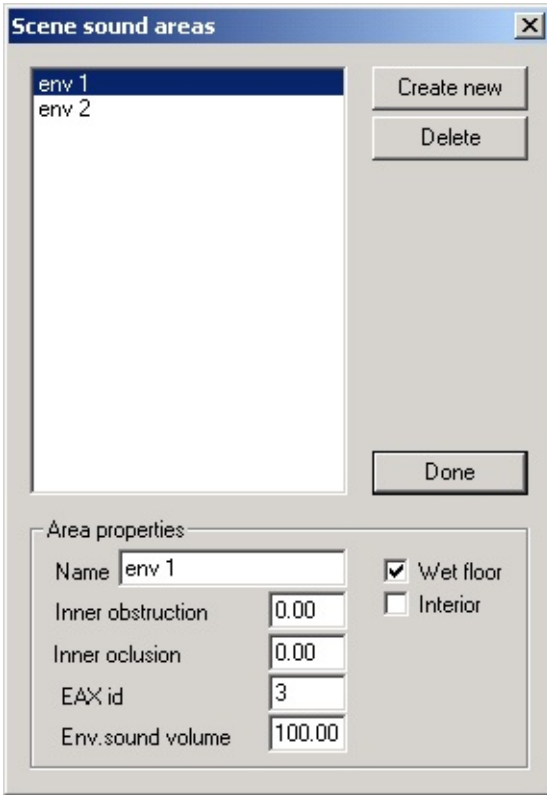 Scene sound areas
env 1
env 2
Create new
Delete
Done
Area properties
Name env 1
Wet floor
Inner obstruction 0.00
Interior
Inner oclusion 0.00
EAX id 3
Env.sound volume 100.00